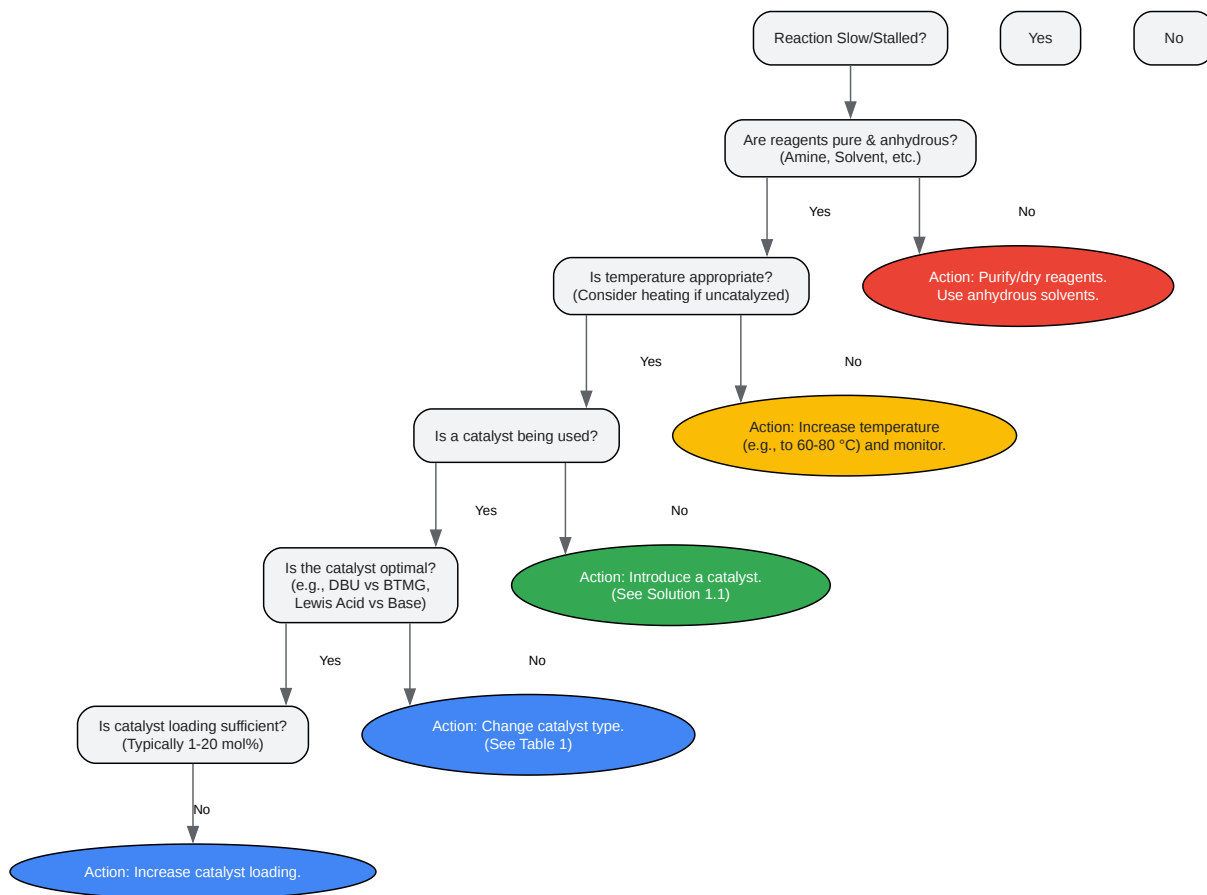 Reaction Slow/Stalled?
Yes
No
Are reagents pure & anhydrous?
(Amine, Solvent, etc.)
Yes
No
Is temperature appropriate?
(Consider heating if uncatalyzed)
Action: Purify/dry reagents.
Use anhydrous solvents.
Yes
No
Is a catalyst being used?
Action: Increase temperature
(e.g., to 60-80 °C) and monitor.
Yes
No
Is the catalyst optimal?
(e.g., DBU vs BTMG,
Lewis Acid vs Base)
Action: Introduce a catalyst.
(See Solution 1.1)
Yes
No
Is catalyst loading sufficient?
(Typically 1-20 mol%)
Action: Change catalyst type.
(See Table 1)
No
Action: Increase catalyst loading.